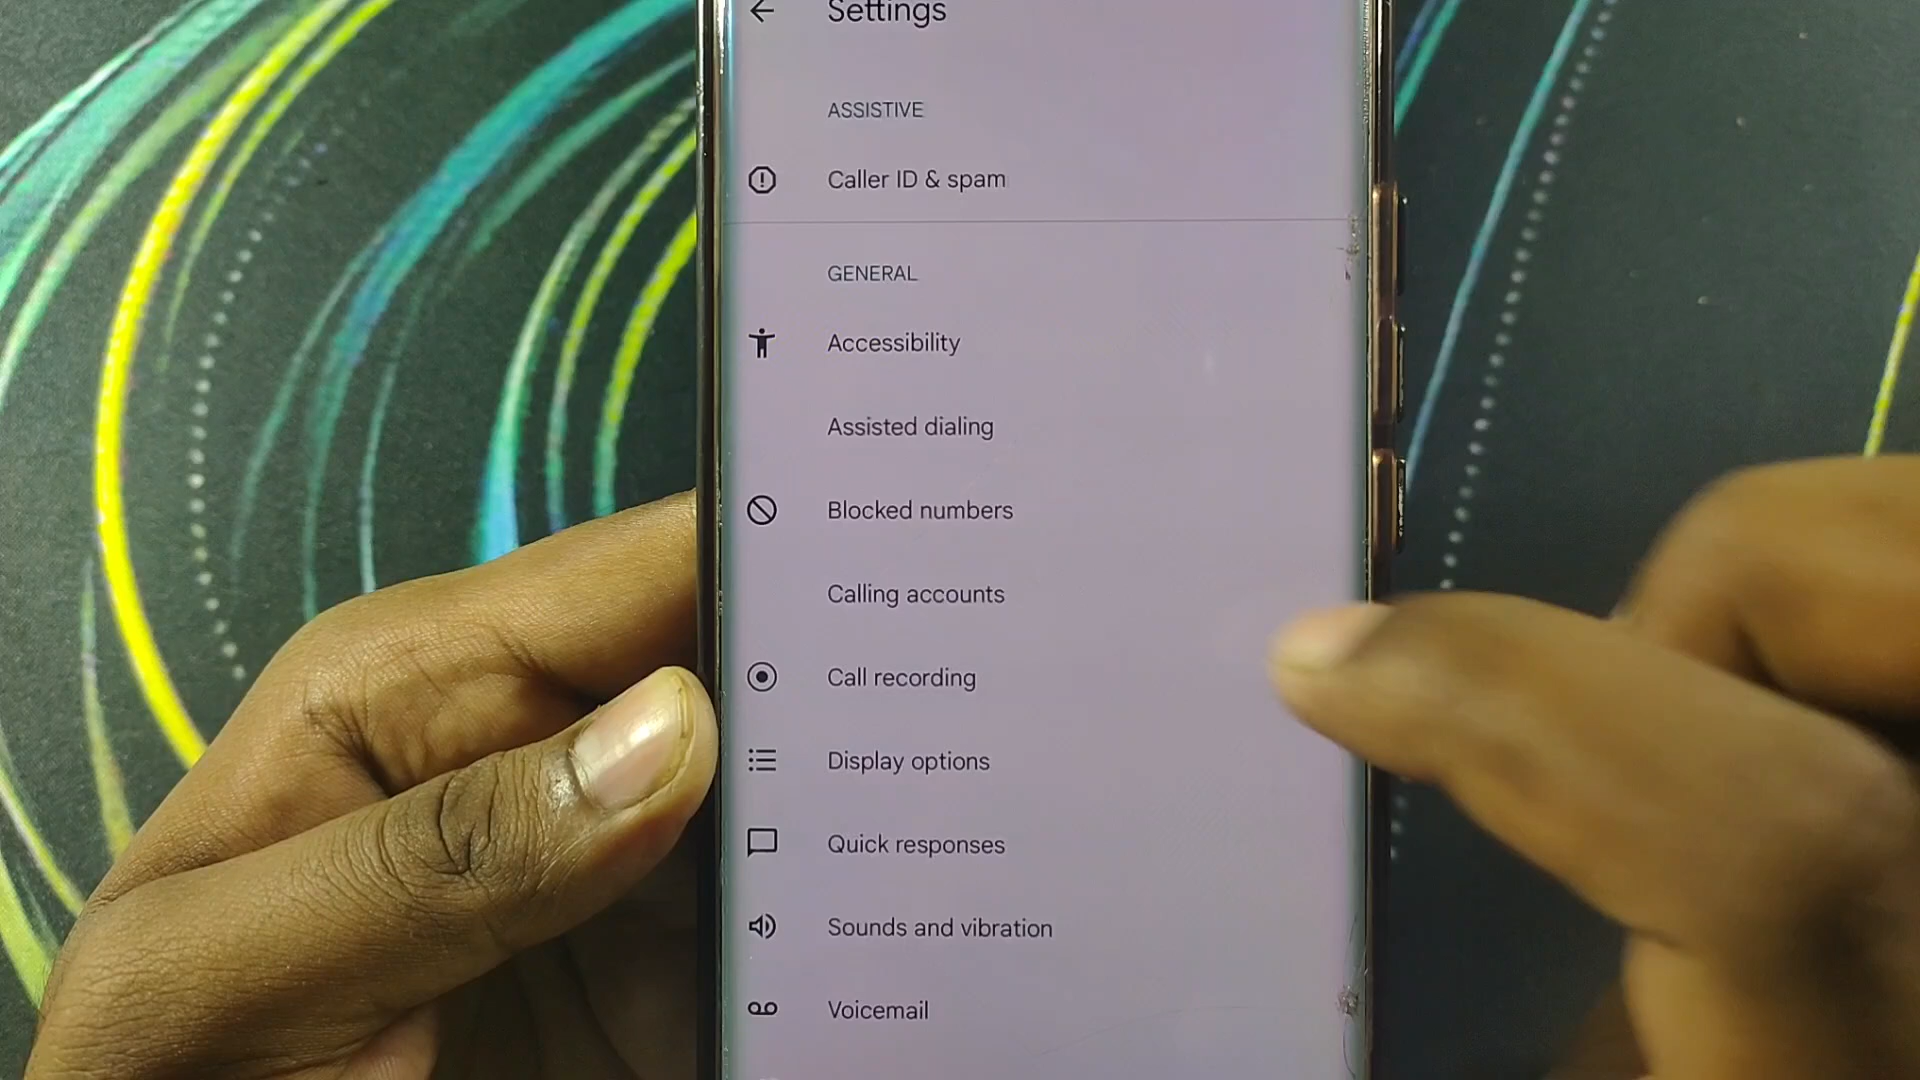 Settings
ASSISTIVE
Caller ID & spam
GENERAL
Accessibility
Assisted dialing
Blocked numbers
Calling accounts
Call recording
Display options
Quick responses
Sounds and vibration
Voicemail